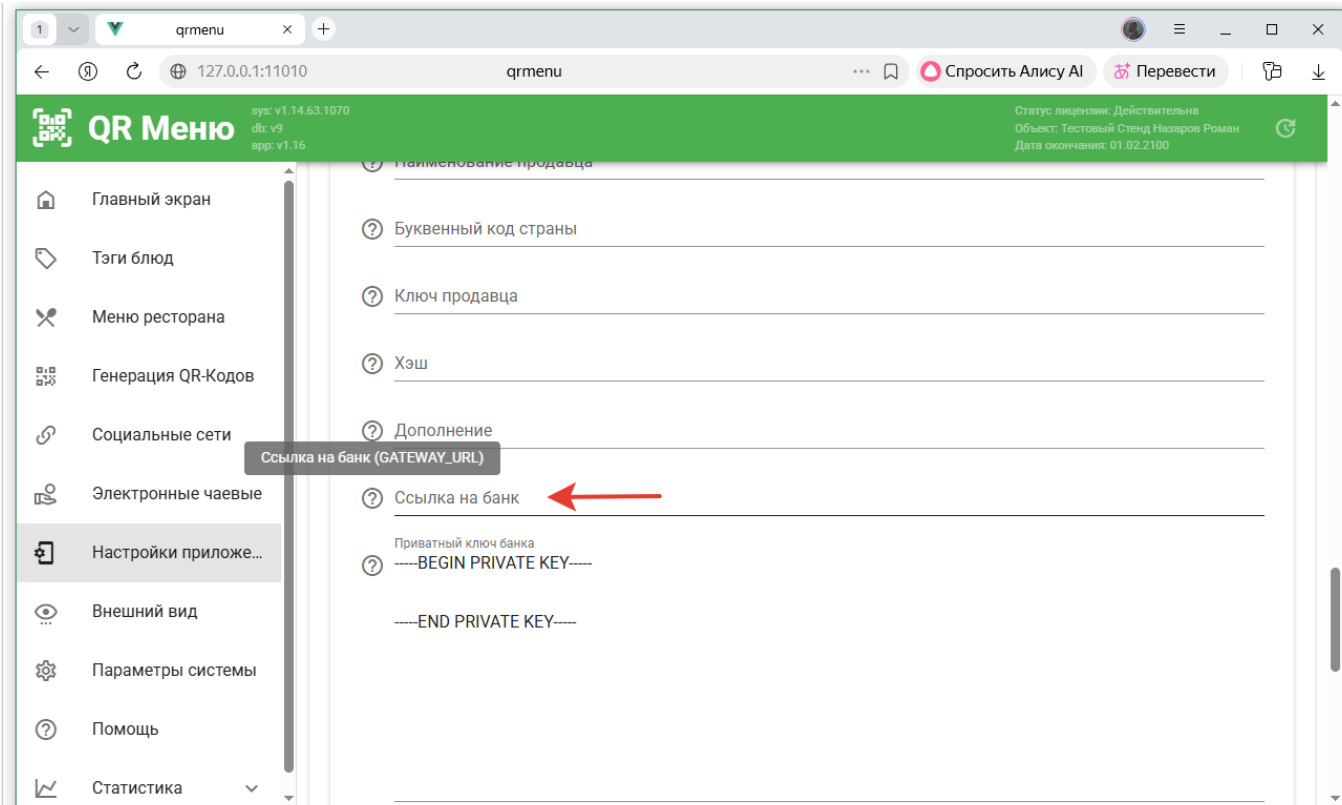 1
qrmenu
127.0.0.1:11010
qrmenu
Спросить Алису AI
Перевести
QR Меню
sys: v1.14.63.1070
db: v9
app: v1.16
Статус лицензии: Действительна
Объект: Тестовый Стенд Назаров Роман
Дата окончания: 01.02.2100
Главный экран
Тэги блюд
Меню ресторана
Генерация QR-Кодов
Социальные сети
Электронные чаевые
Настройки приложе...
Внешний вид
Параметры системы
Помощь
Статистика
Наименование продавца
Буквенный код страны
Ключ продавца
Хэш
Дополнение
Ссылка на банк (GATEWAY_URL)
Ссылка на банк
Приватный ключ банка
-----BEGIN PRIVATE KEY-----
-----END PRIVATE KEY-----